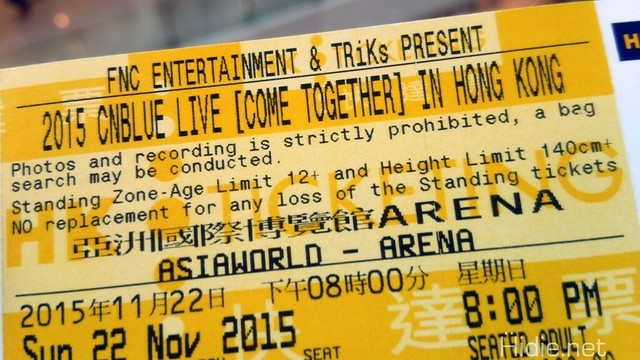 FNC ENTERTAINMENT & TRiKs PRESENT
2015 CNBLUE LIVE [COME TOGETHER] IN HONG KONG
Photos and recording is strictly prohibited, a bag
search may be conducted.
Standing Zone-Age Limit 12+ and Height Limit 140cm+
NO replacement for any loss of the Standing tickets
亞洲國際博覽館ARENA
ASIAWORLD - ARENA
2015年11月22日 下午08時00分 星期日
Sun 22 Nov 2015 8:00 PM
SEAT
Hidie.net